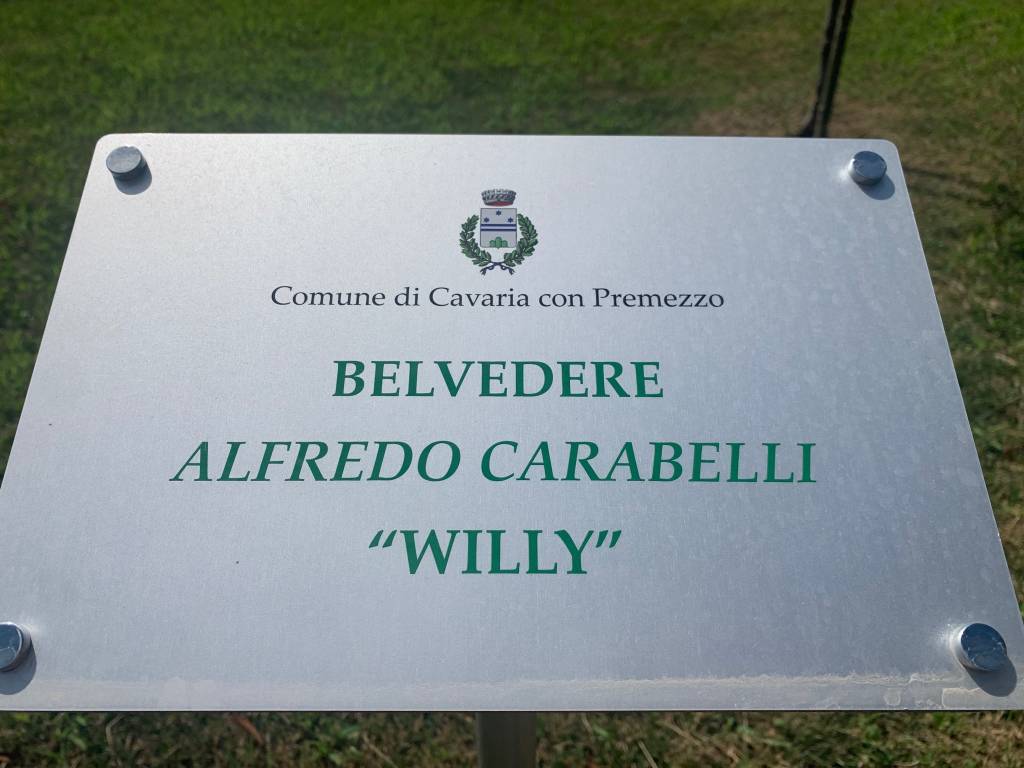 Comune di Cavaria con Premezzo
BELVEDERE
ALFREDO CARABELLI
“WILLY”